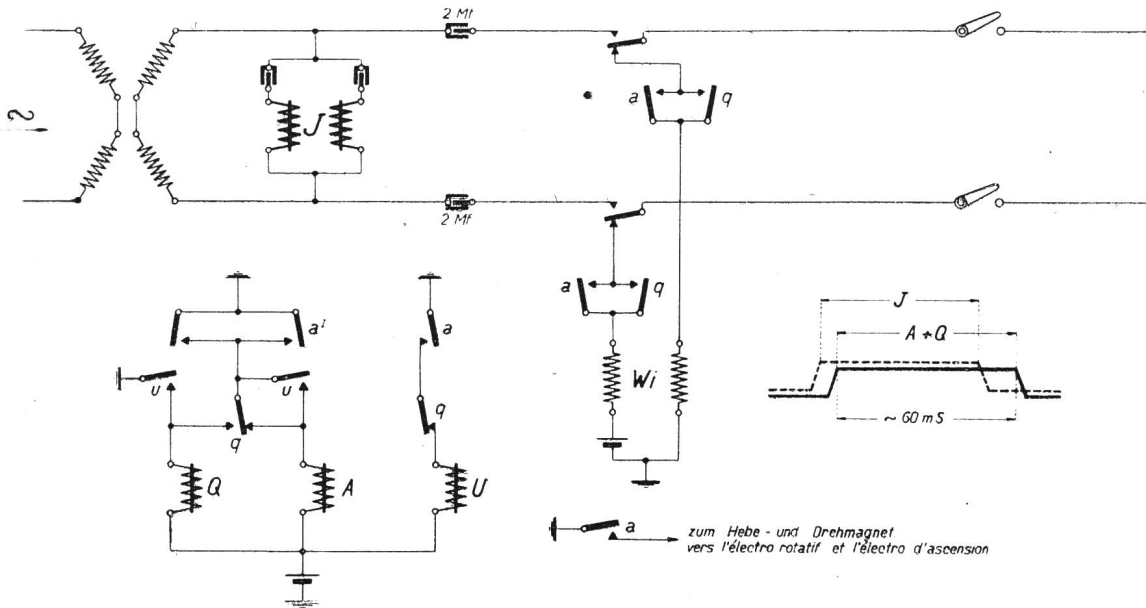 2 Mf
J
a q
2 Mf
J
a
q
A + Q
a^I
a
u u
Wi
q
q
~ 60 mS
Q A U
a
zum Hebe - und Drehmagnet
vers l'électro rotatif et l'électro d'ascension